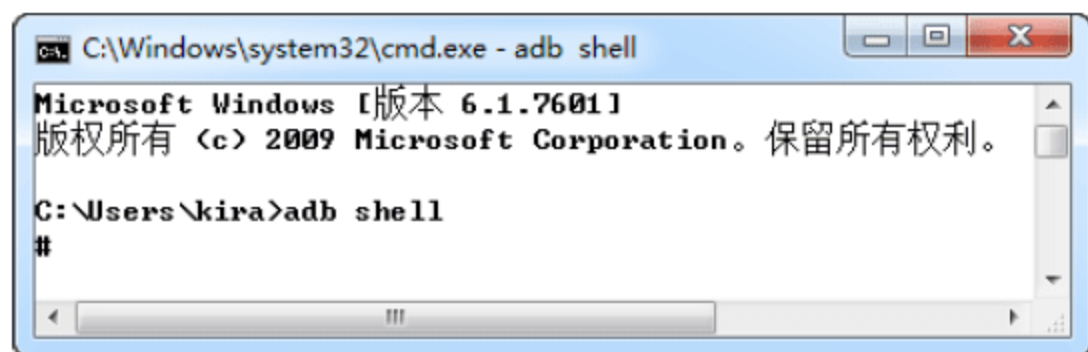 C:\Windows\system32\cmd.exe - adb  shell
Microsoft Windows [版本 6.1.7601]
版权所有 (c) 2009 Microsoft Corporation。保留所有权利。
C:\Users\kira>adb shell
#